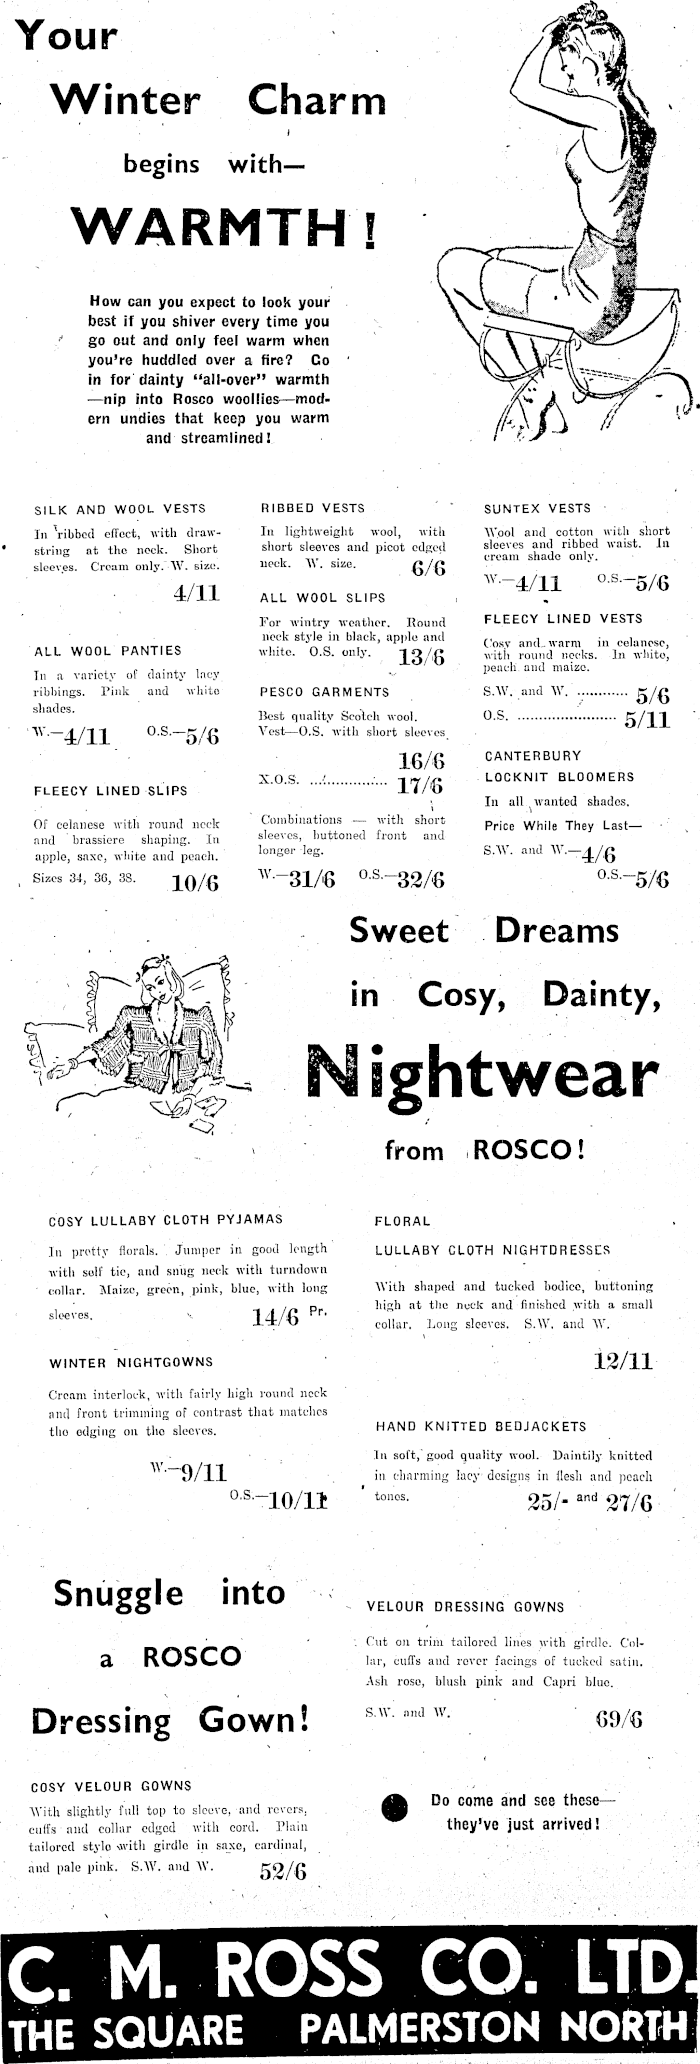 Your
Winter Charm
begins with—
WARMTH!
How can you expect to look your
best if you shiver every time you
go out and only feel warm when
you're huddled over a fire? Go
in for dainty "all-over" warmth
—nip into Rosco woollies—mod-
ern undies that keep you warm
and streamlined!
SILK AND WOOL VESTS
In ribbed effect, with draw-
string at the neck. Short
sleeves. Cream only. W. size.
4/11
ALL WOOL PANTIES
In a variety of dainty lacy
ribbings. Pink and white
shades.
W.—4/11 O.S.—5/6
FLEECY LINED SLIPS
Of celanese with round neck
and brassiere shaping. In
apple, saxe, white and peach.
Sizes 34, 36, 38. 10/6
RIBBED VESTS
In lightweight wool, with
short sleeves and picot edged
neck. W. size. 6/6
ALL WOOL SLIPS
For wintry weather. Round
neck style in black, apple and
white. O.S. only. 13/6
PESCO GARMENTS
Best quality Scotch wool.
Vest—O.S. with short sleeves
16/6
X.O.S. ................ 17/6
Combinations — with short
sleeves, buttoned front and
longer leg.
W.—31/6 O.S.—32/6
SUNTEX VESTS
Wool and cotton with short
sleeves and ribbed waist. In
cream shade only.
W.—4/11 O.S.—5/6
FLEECY LINED VESTS
Cosy and warm in celanese,
with round necks. In white,
peach and maize.
S.W. and W. ............ 5/6
O.S. ........................ 5/11
CANTERBURY
LOCKNIT BLOOMERS
In all wanted shades.
Price While They Last—
S.W. and W.—4/6
O.S.—5/6
Sweet Dreams
in Cosy, Dainty,
Nightwear
from ROSCO!
COSY LULLABY CLOTH PYJAMAS
In pretty florals. Jumper in good length
with self tie, and snug neck with turndown
collar. Maize, green, pink, blue, with long
sleeves. 14/6 Pr.
WINTER NIGHTGOWNS
Cream interlock, with fairly high round neck
and front trimming of contrast that matches
the edging on the sleeves.
W.—9/11
O.S.—10/11
FLORAL
LULLABY CLOTH NIGHTDRESSES
With shaped and tucked bodice, buttoning
high at the neck and finished with a small
collar. Long sleeves. S.W. and W.
12/11
HAND KNITTED BEDJACKETS
In soft, good quality wool. Daintily knitted
in charming lacy designs in flesh and peach
tones. 25/- and 27/6
Snuggle into
a ROSCO
Dressing Gown!
COSY VELOUR GOWNS
With slightly full top to sleeve, and revers,
cuffs and collar edged with cord. Plain
tailored style with girdle in saxe, cardinal,
and pale pink. S.W. and W. 52/6
VELOUR DRESSING GOWNS
Cut on trim tailored lines with girdle. Col-
lar, cuffs and rever facings of tucked satin.
Ash rose, blush pink and Capri blue.
S.W. and W. 69/6
Do come and see these—
they've just arrived!
C. M. ROSS CO. LTD.
THE SQUARE PALMERSTON NORTH